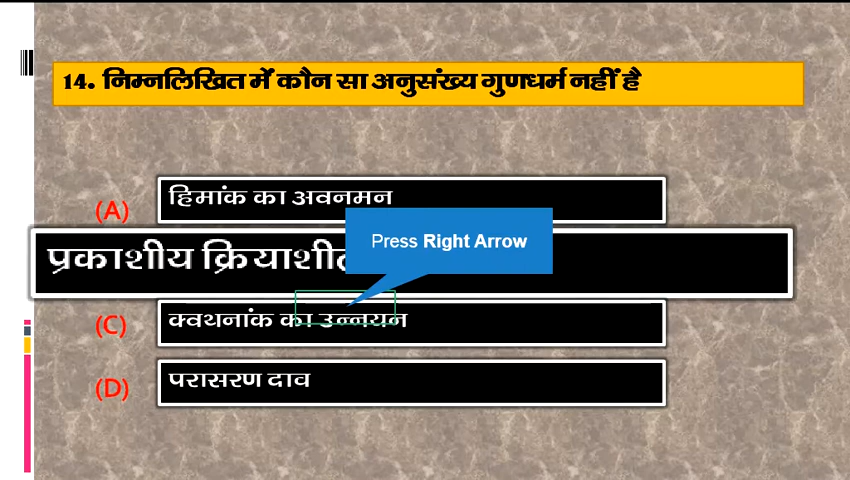 14. निम्नलिखित में कौन सा अनुसंख्य गुणधर्म नहीं है
(A) हिमांक का अवनमन
प्रकाशीय
Press Right Arrow
(C) क्वथनांक का उन्नयन
(D) परासरण दाव